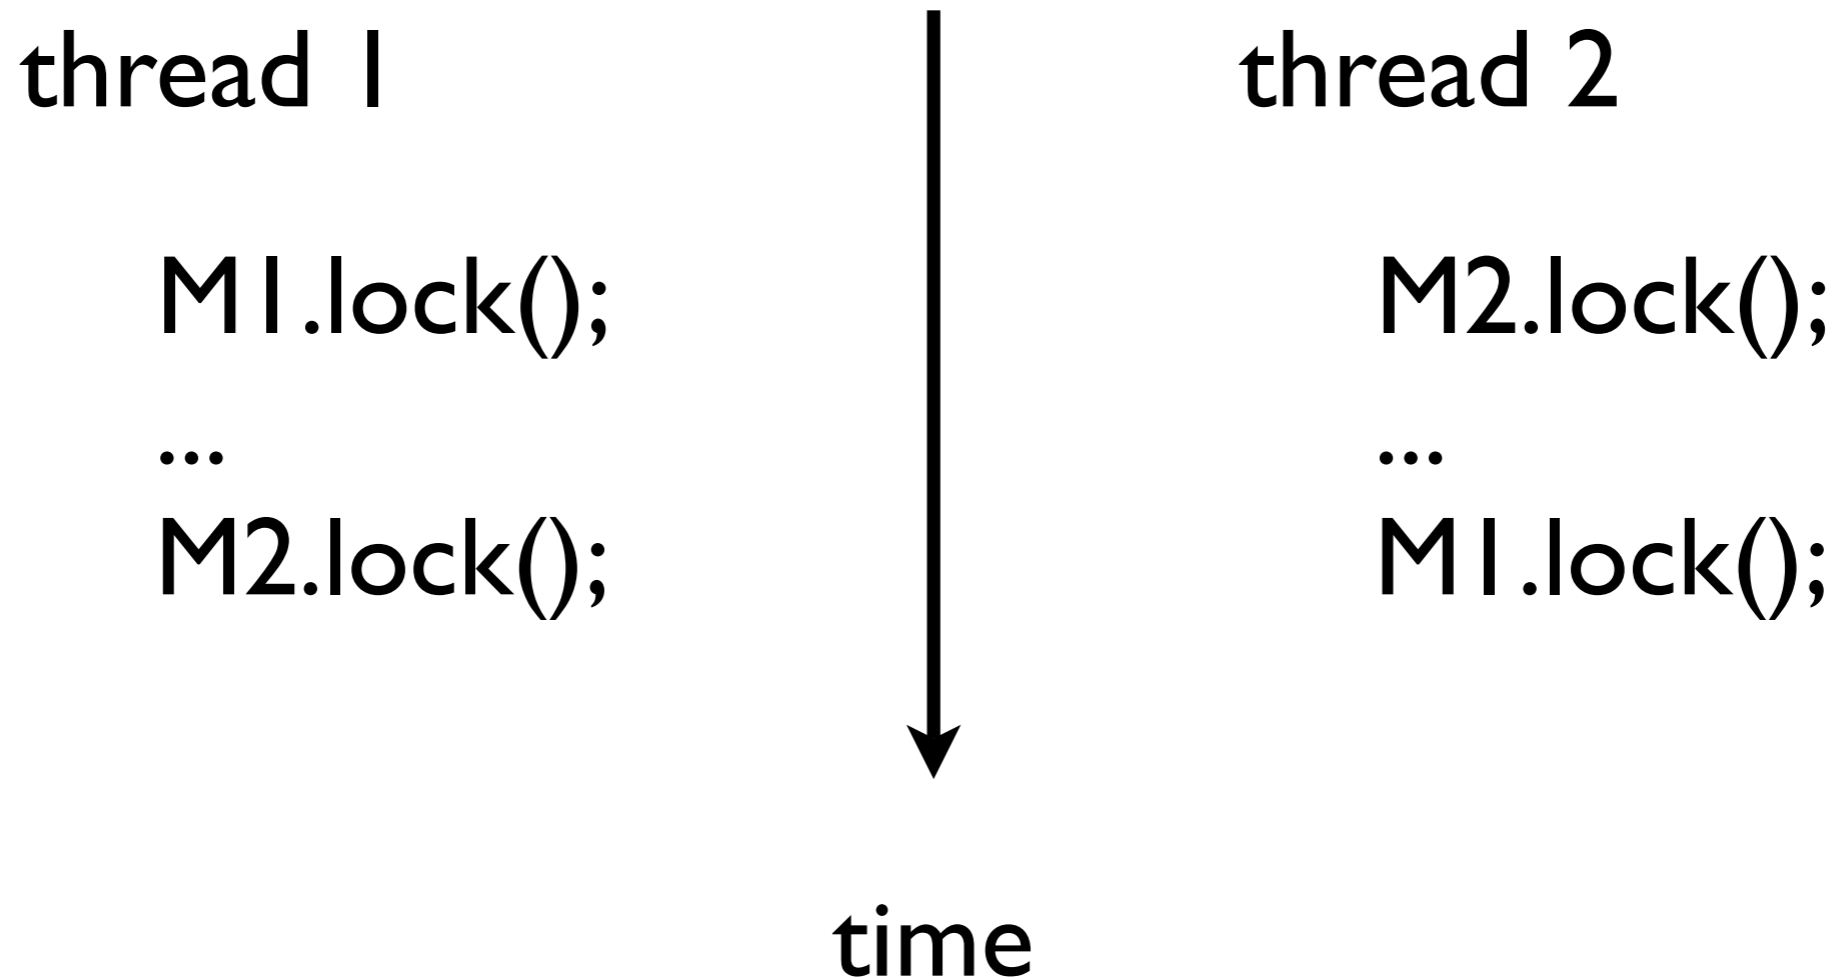 thread 1
M1.lock();
...
M2.lock();
thread 2
M2.lock();
...
M1.lock();
time